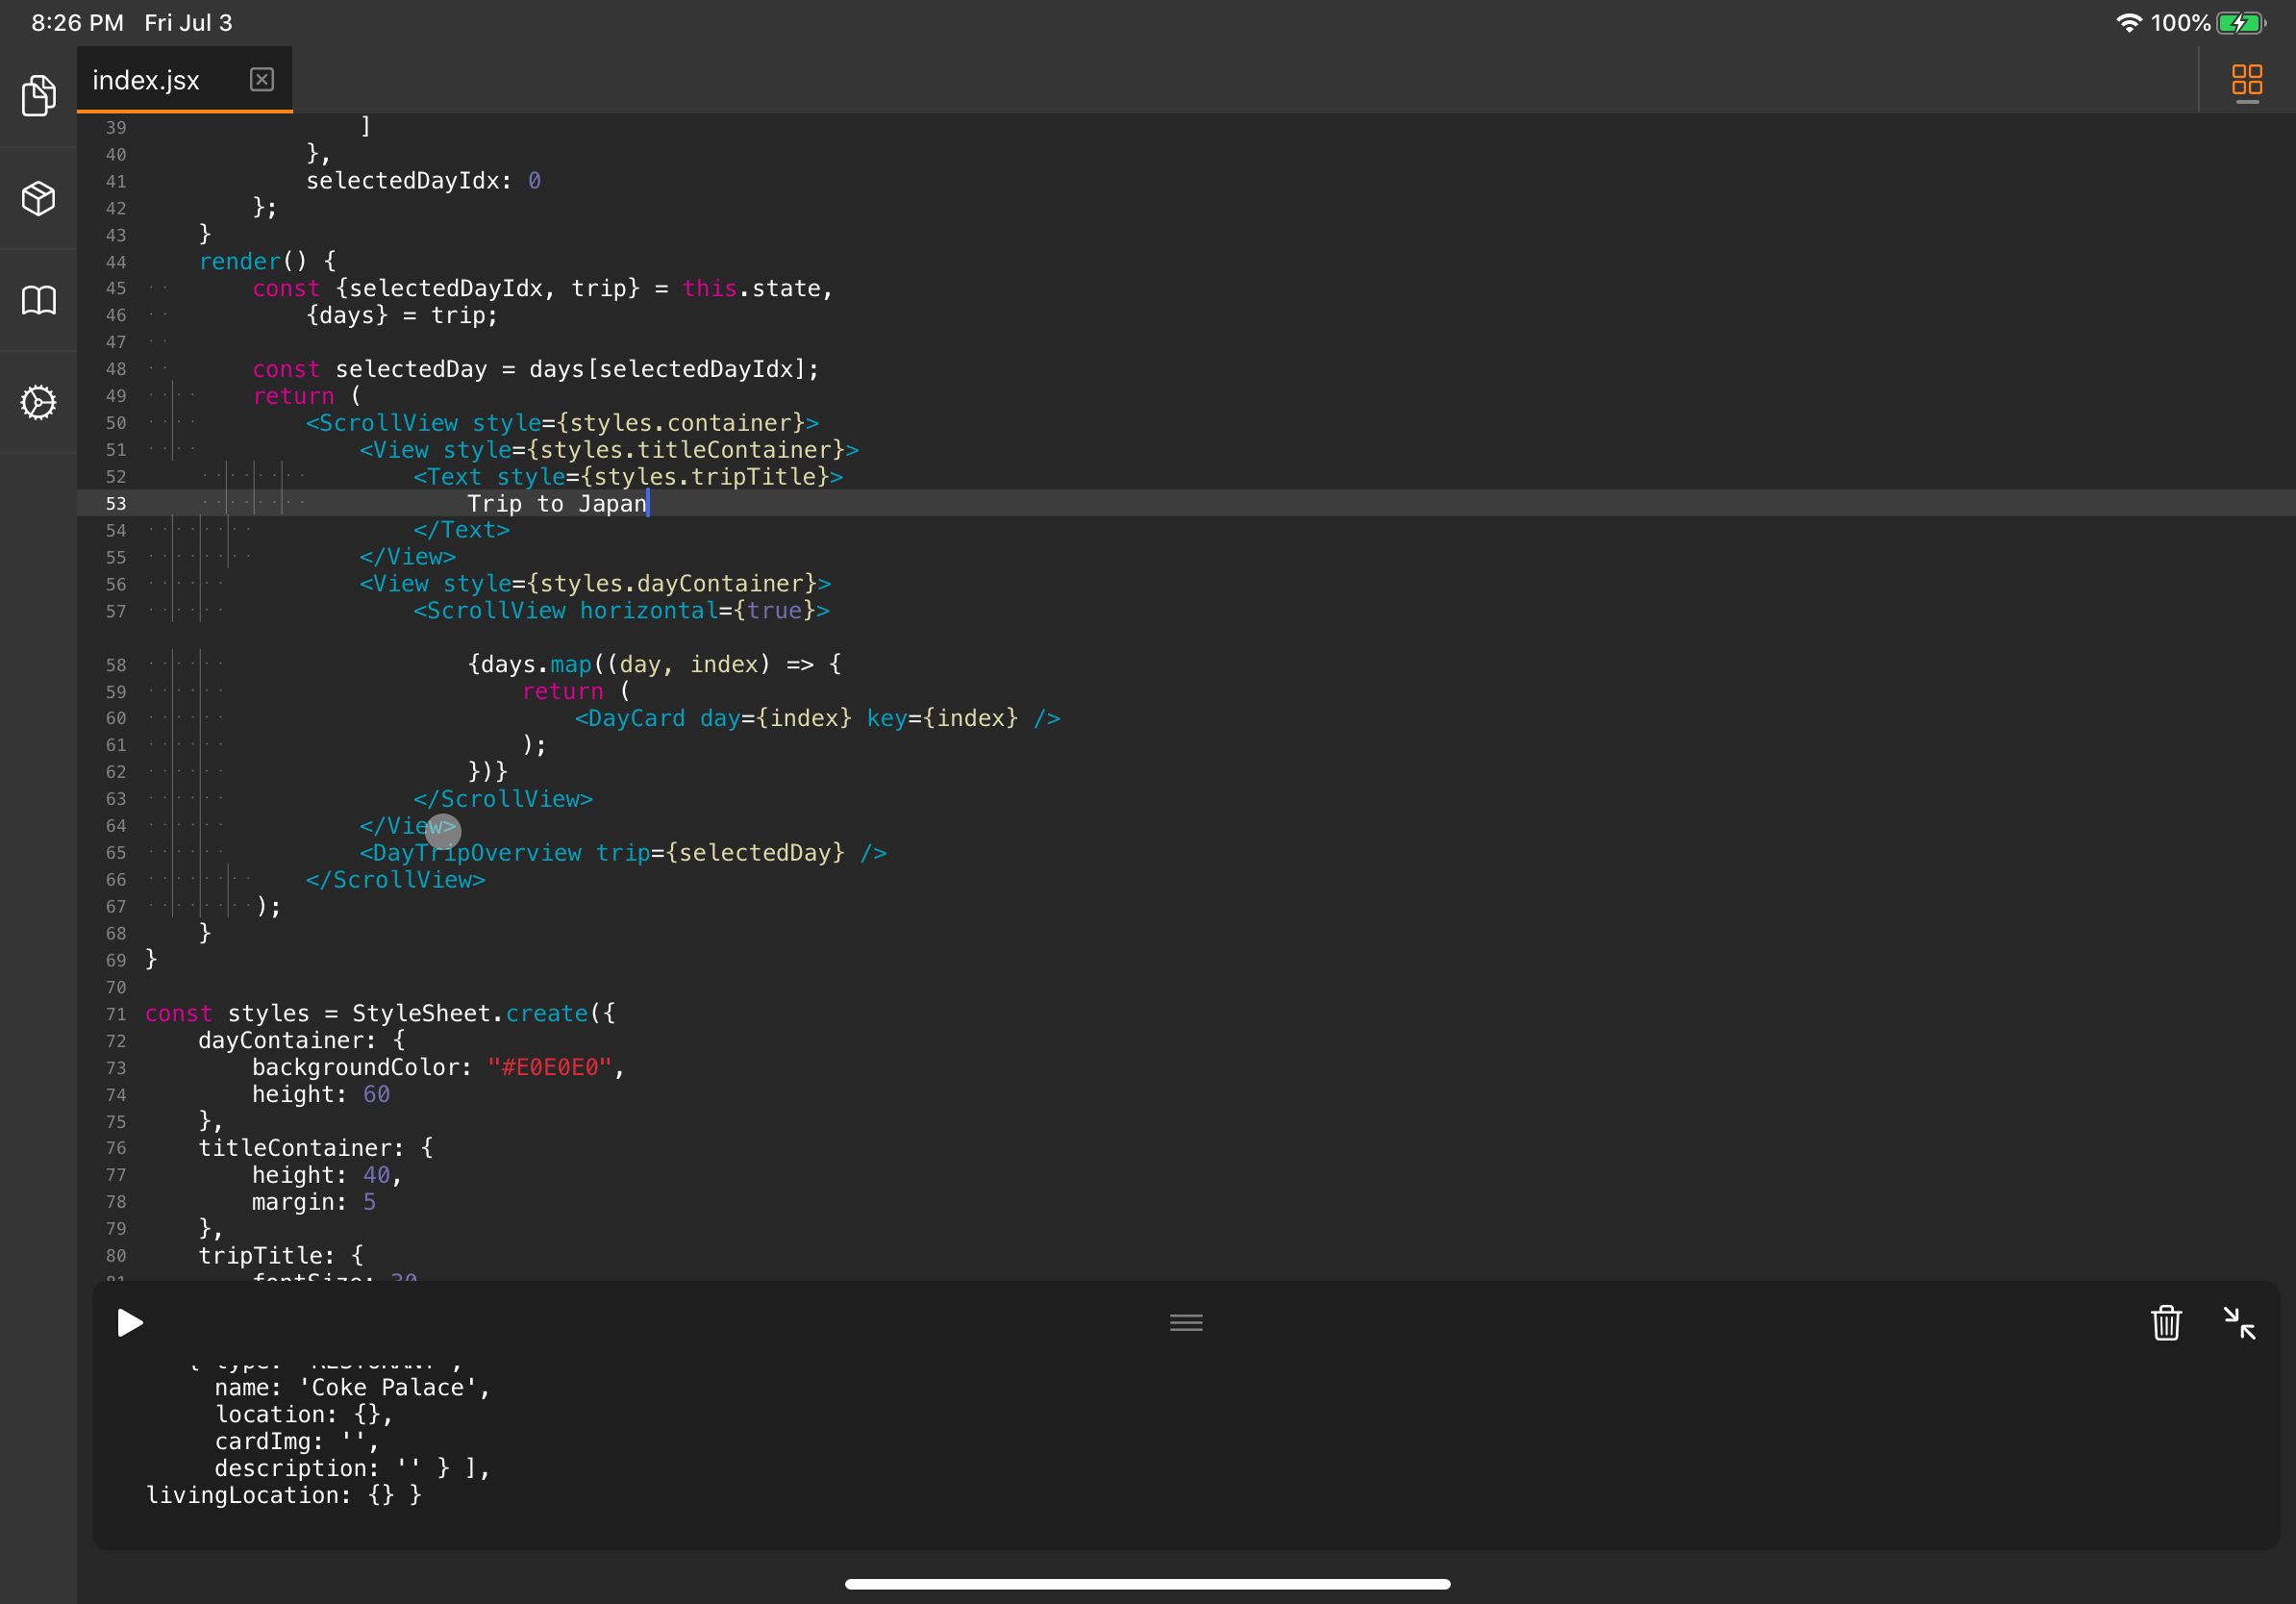 8:26 PM Fri Jul 3
100%
index.jsx
39 ]
40 },
41 selectedDayIdx: 0
42 };
43 }
44 render() {
45 const {selectedDayIdx, trip} = this.state,
46 {days} = trip;
47
48 const selectedDay = days[selectedDayIdx];
49 return (
50 <ScrollView style={styles.container}>
51 <View style={styles.titleContainer}>
52 <Text style={styles.tripTitle}>
53 Trip to Japan
54 </Text>
55 </View>
56 <View style={styles.dayContainer}>
57 <ScrollView horizontal={true}>
58 {days.map((day, index) => {
59 return (
60 <DayCard day={index} key={index} />
61 );
62 })}
63 </ScrollView>
64 </View>
65 <DayTripOverview trip={selectedDay} />
66 </ScrollView>
67 );
68 }
69 }
70
71 const styles = StyleSheet.create({
72 dayContainer: {
73 backgroundColor: "#E0E0E0",
74 height: 60
75 },
76 titleContainer: {
77 height: 40,
78 margin: 5
79 },
80 tripTitle: {
81 fontSize: 30
name: 'Coke Palace',
location: {},
cardImg: '',
description: '' } ],
livingLocation: {} }